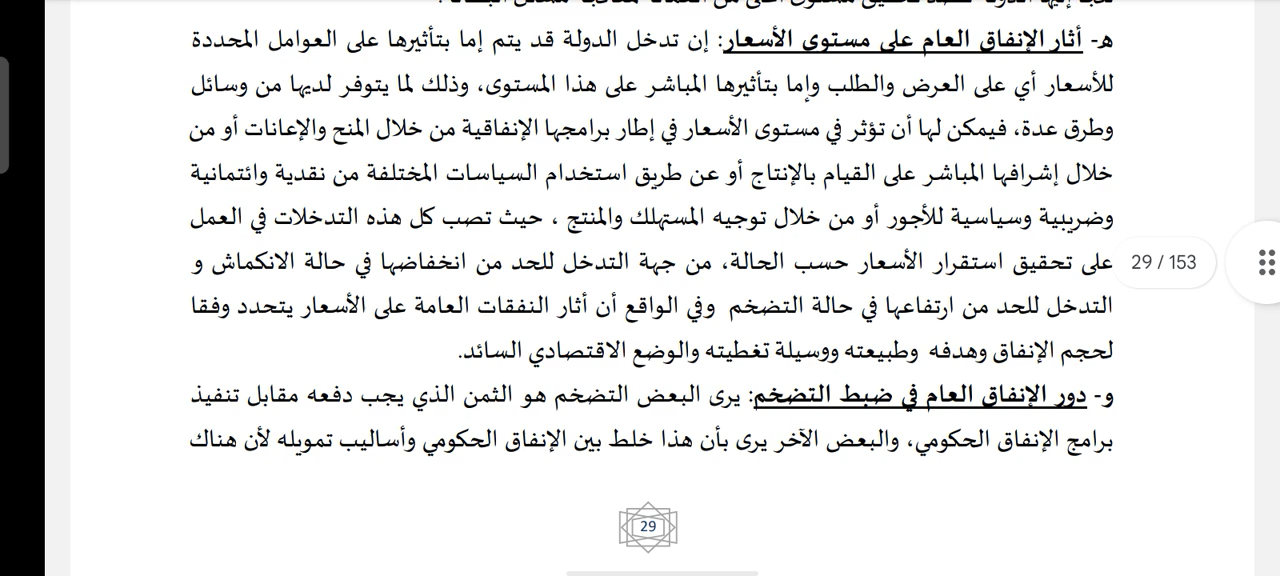 هـ- أثار الإنفاق العام على مستوى الأسعار: إن تدخل الدولة قد يتم إما بتأثيرها على العوامل المحددة
للأسعار أي على العرض والطلب وإما بتأثيرها المباشر على هذا المستوى، وذلك لما يتوفر لديها من وسائل
وطرق عدة، فيمكن لها أن تؤثر في مستوى الأسعار في إطار برامجها الإنفاقية من خلال المنح والإعانات أو من
خلال إشرافها المباشر على القيام بالإنتاج أو عن طريق استخدام السياسات المختلفة من نقدية وائتمانية
وضريبية وسياسية للأجور أو من خلال توجيه المستهلك والمنتج ، حيث تصب كل هذه التدخلات في العمل
على تحقيق استقرار الأسعار حسب الحالة، من جهة التدخل للحد من انخفاضها في حالة الانكماش و
29 / 153
التدخل للحد من ارتفاعها في حالة التضخم وفي الواقع أن أثار النفقات العامة على الأسعار يتحدد وفقا
لحجم الإنفاق وهدفه وطبيعته ووسيلة تغطيته والوضع الاقتصادي السائد.
و- دور الإنفاق العام في ضبط التضخم: يرى البعض التضخم هو الثمن الذي يجب دفعه مقابل تنفيذ
برامج الإنفاق الحكومي، والبعض الآخر يرى بأن هذا خلط بين الإنفاق الحكومي وأساليب تمويله لأن هناك
29